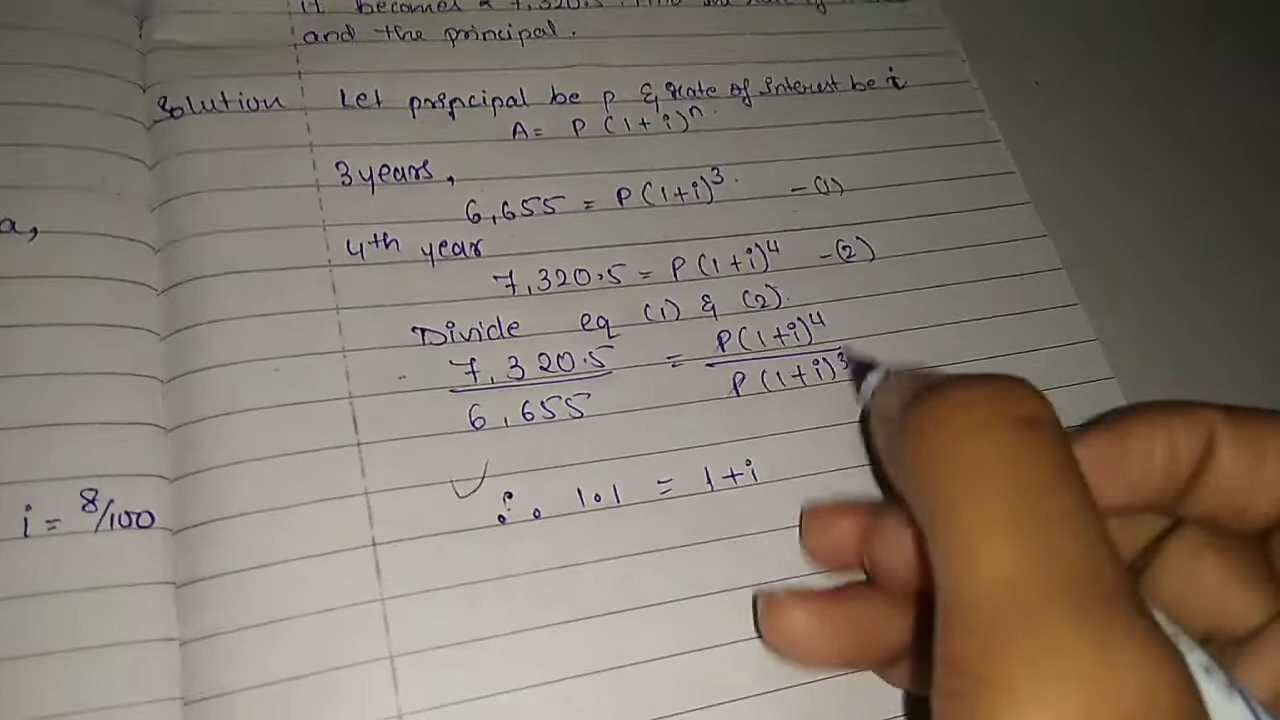 it becomes
and the principal.
Solution Let principal be p & rate of interest be i
A = P (1+i)^n.
3 years,
6,655 = P(1+i)^3. -(1)
a,
4th year
7,320.5 = P(1+i)^4 -(2)
Divide eq (1) & (2).
7,320.5 / 6,655 = P(1+i)^4 / P(1+i)^3
i = 8/100
∴ 1.1 = 1+i